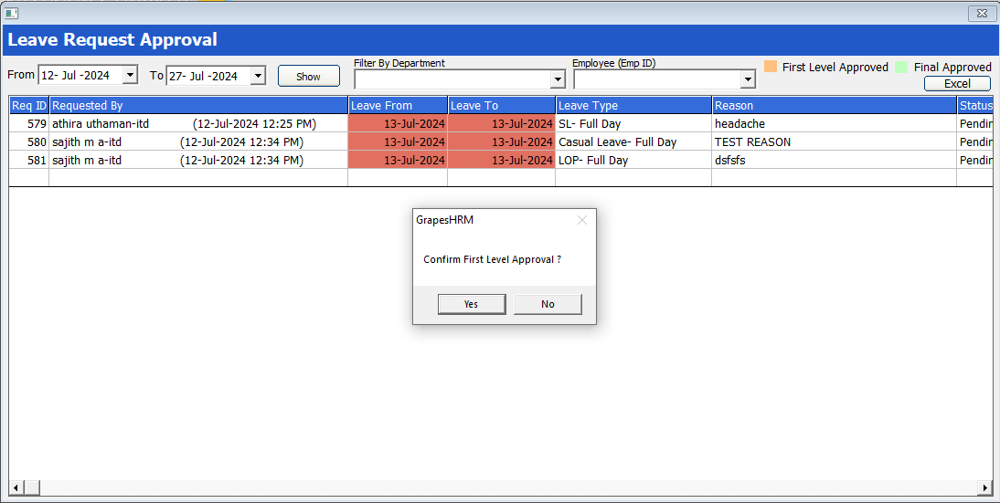 Leave Request Approval
From 12- Jul -2024 To 27- Jul -2024 Show Filter By Department Employee (Emp ID) First Level Approved Final Approved
Excel
Req ID Requested By Leave From Leave To Leave Type Reason Status
579 athira uthaman-itd (12-Jul-2024 12:25 PM) 13-Jul-2024 13-Jul-2024 SL- Full Day headache Pendin
580 sajith m a-itd (12-Jul-2024 12:34 PM) 13-Jul-2024 13-Jul-2024 Casual Leave- Full Day TEST REASON Pendin
581 sajith m a-itd (12-Jul-2024 12:34 PM) 13-Jul-2024 13-Jul-2024 LOP- Full Day dsfsfs Pendin
GrapesHRM
Confirm First Level Approval ?
Yes No